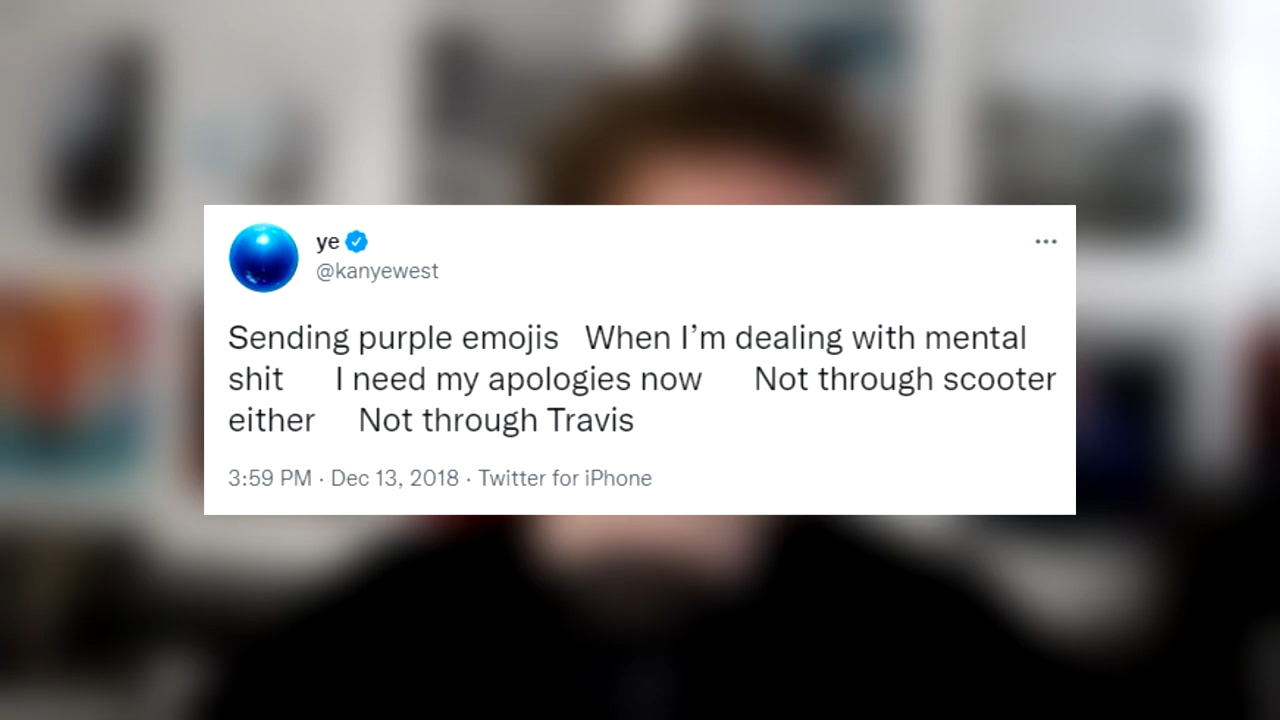 ye
@kanyewest
Sending purple emojis   When I’m dealing with mental
shit      I need my apologies now      Not through scooter
either     Not through Travis
3:59 PM · Dec 13, 2018 · Twitter for iPhone